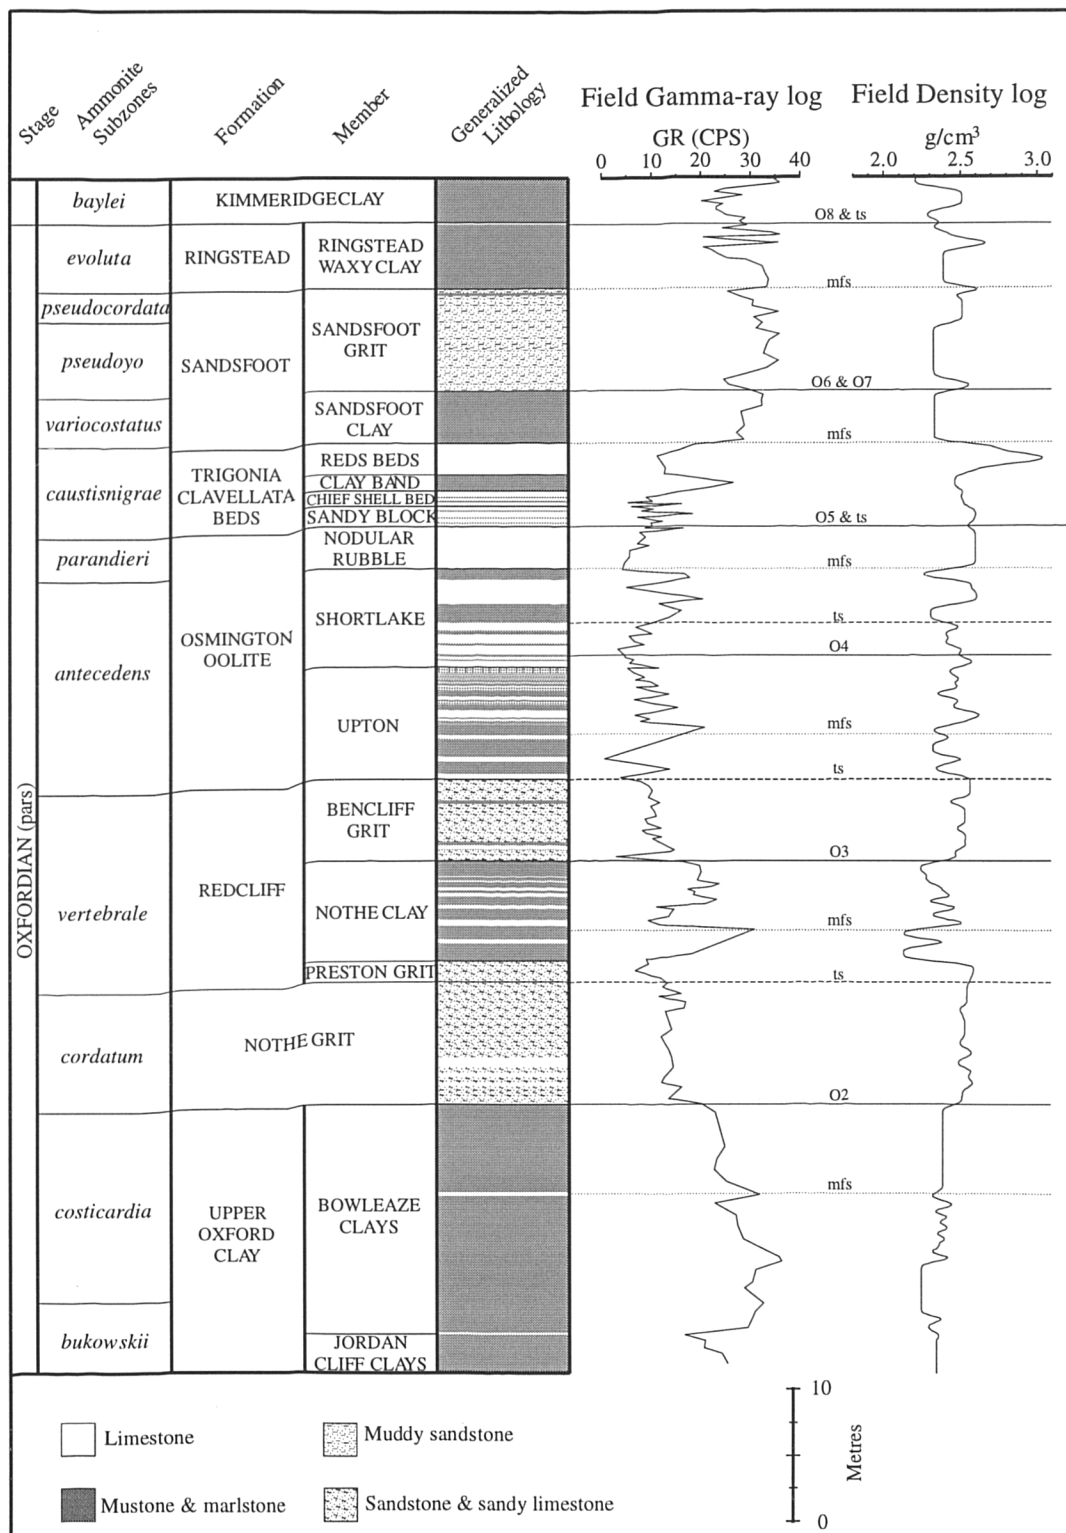 Stage
Ammonite
Subzones
Formation
Member
Generalized
Lithology
Field Gamma-ray log
GR (CPS)
0 10 20 30 40
Field Density log
g/cm³
2.0 2.5 3.0
OXFORDIAN (pars)
baylei
evoluta
pseudocordata
pseudoyo
variocostatus
caustisnigrae
parandieri
antecedens
vertebrale
cordatum
costicardia
bukowskii
KIMMERIDGECLAY
RINGSTEAD
SANDSFOOT
TRIGONIA
CLAVELLATA
BEDS
OSMINGTON
OOLITE
REDCLIFF
NOTHE GRIT
UPPER
OXFORD
CLAY
RINGSTEAD
WAXY CLAY
SANDSFOOT
GRIT
SANDSFOOT
CLAY
REDS BEDS
CLAY BAND
CHIEF SHELL BED
SANDY BLOCK
NODULAR
RUBBLE
SHORTLAKE
UPTON
BENCLIFF
GRIT
NOTHE CLAY
PRESTON GRIT
BOWLEAZE
CLAYS
JORDAN
CLIFF CLAYS
O8 & ts
mfs
O6 & O7
mfs
O5 & ts
mfs
ts
O4
mfs
ts
O3
mfs
ts
O2
mfs
Limestone
Mustone & marlstone
Muddy sandstone
Sandstone & sandy limestone
10
Metres
0